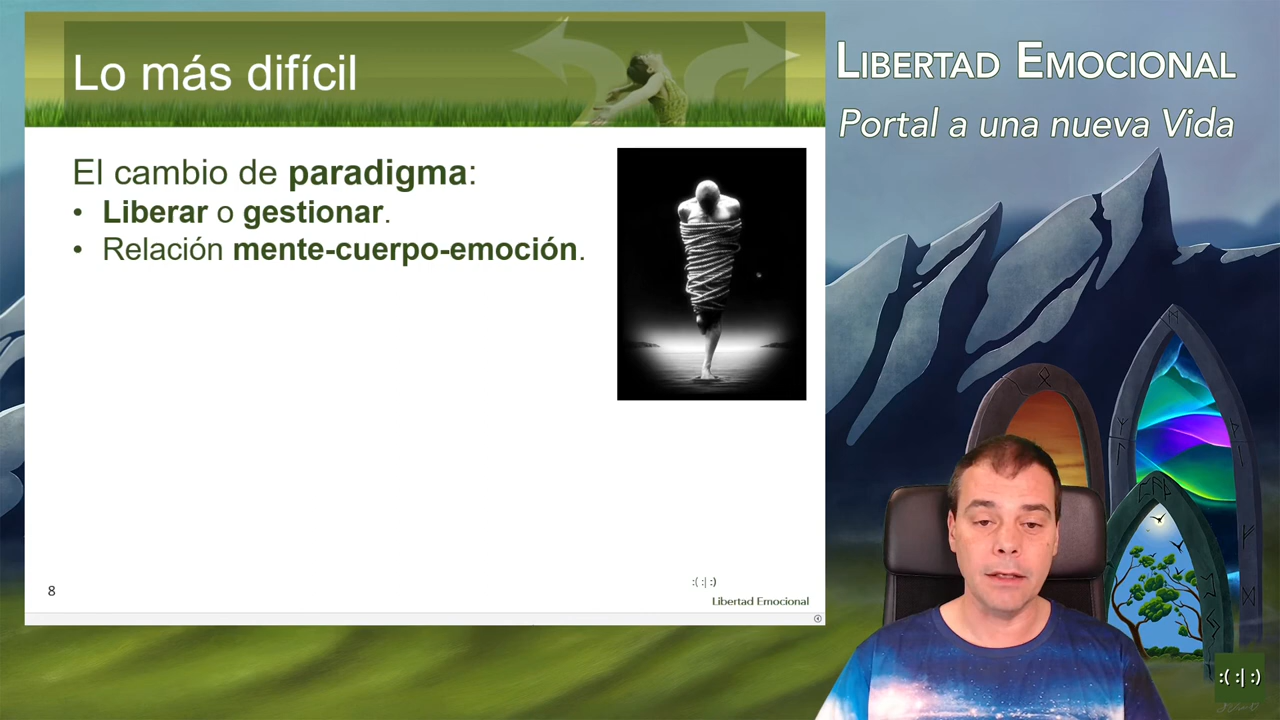 Lo más difícil
El cambio de paradigma:
• Liberar o gestionar.
• Relación mente-cuerpo-emoción.
8
:( :| :)
Libertad Emocional
LIBERTAD EMOCIONAL
Portal a una nueva Vida
:( :| :)